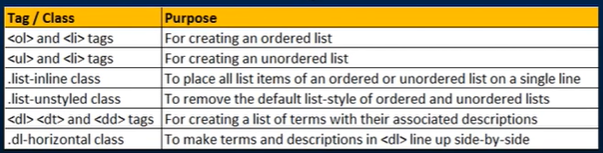 Tag / Class Purpose
<ol> and <li> tags For creating an ordered list
<ul> and <li> tags For creating an unordered list
.list-inline class To place all list items of an ordered or unordered list on a single line
.list-unstyled class To remove the default list-style of ordered and unordered lists
<dl> <dt> and <dd> tags For creating a list of terms with their associated descriptions
.dl-horizontal class To make terms and descriptions in <dl> line up side-by-side